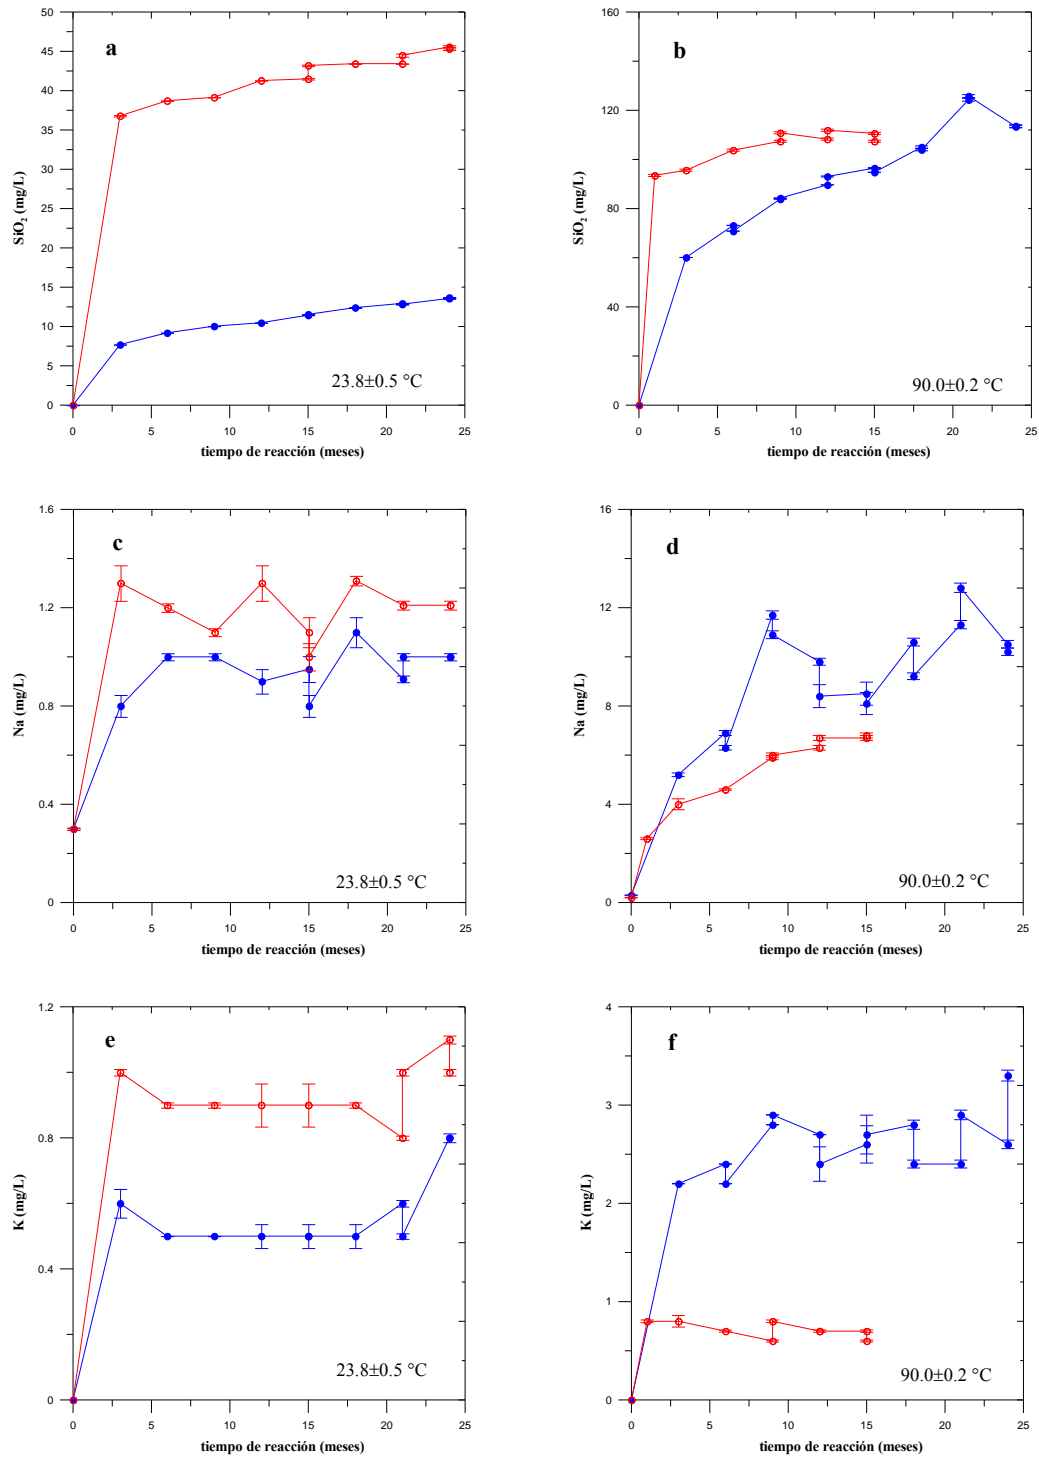 a
SiO2 (mg/L)
50
45
40
35
30
25
20
15
10
5
0
23.8±0.5 °C
0 5 10 15 20 25
tiempo de reacción (meses)
b
SiO2 (mg/L)
160
120
80
40
0
90.0±0.2 °C
0 5 10 15 20 25
tiempo de reacción (meses)
c
Na (mg/L)
1.6
1.2
0.8
0.4
0
23.8±0.5 °C
0 5 10 15 20 25
tiempo de reacción (meses)
d
Na (mg/L)
16
12
8
4
0
90.0±0.2 °C
0 5 10 15 20 25
tiempo de reacción (meses)
e
K (mg/L)
1.2
0.8
0.4
0
23.8±0.5 °C
0 5 10 15 20 25
tiempo de reacción (meses)
f
K (mg/L)
4
3
2
1
0
90.0±0.2 °C
0 5 10 15 20 25
tiempo de reacción (meses)